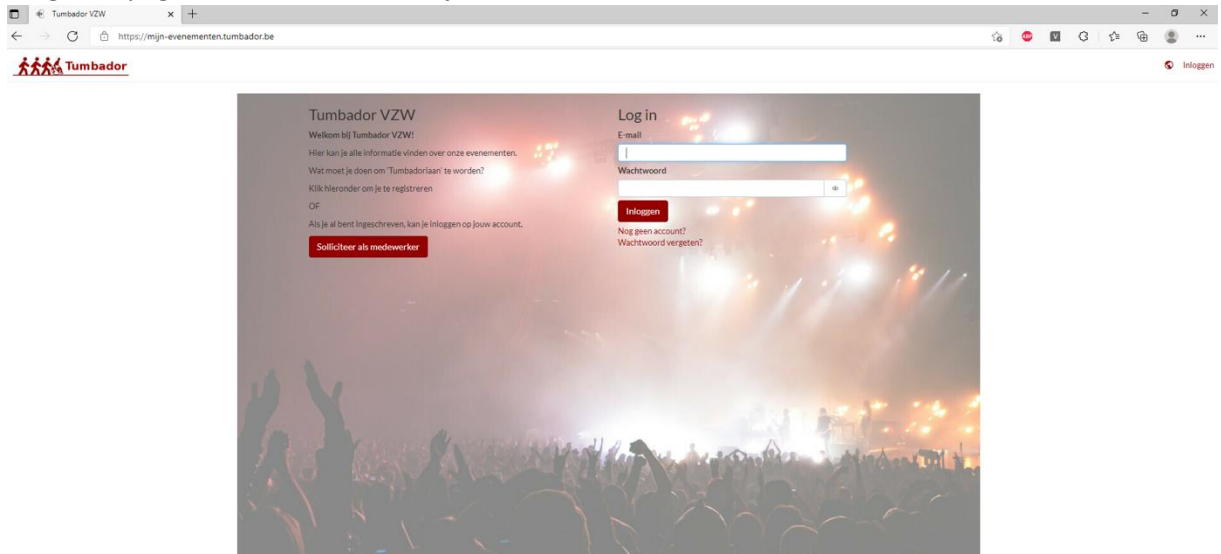 Tumbador VZW
https://mijn-evenementen.tumbador.be
ABP
V
Tumbador
Inloggen
Tumbador VZW
Welkom bij Tumbador VZW!
Hier kan je alle informatie vinden over onze evenementen.
Wat moet je doen om 'Tumbadoriaan' te worden?
Klik hieronder om je te registreren
OF
Als je al bent ingeschreven, kan je inloggen op jouw account.
Solliciteer als medewerker
Log in
E-mail
Wachtwoord
Inloggen
Nog geen account?
Wachtwoord vergeten?